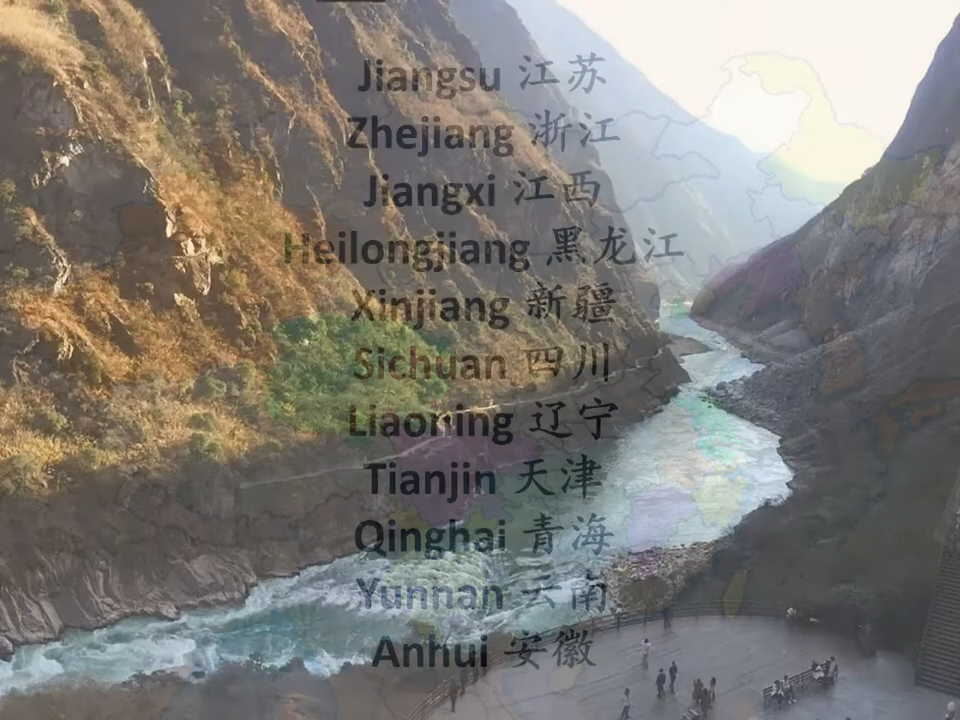 Jiangsu 江苏
Zhejiang 浙江
Jiangxi 江西
Heilongjiang 黑龙江
Xinjiang 新疆
Sichuan 四川
Liaoning 辽宁
Tianjin 天津
Qinghai 青海
Yunnan 云南
Anhui 安徽